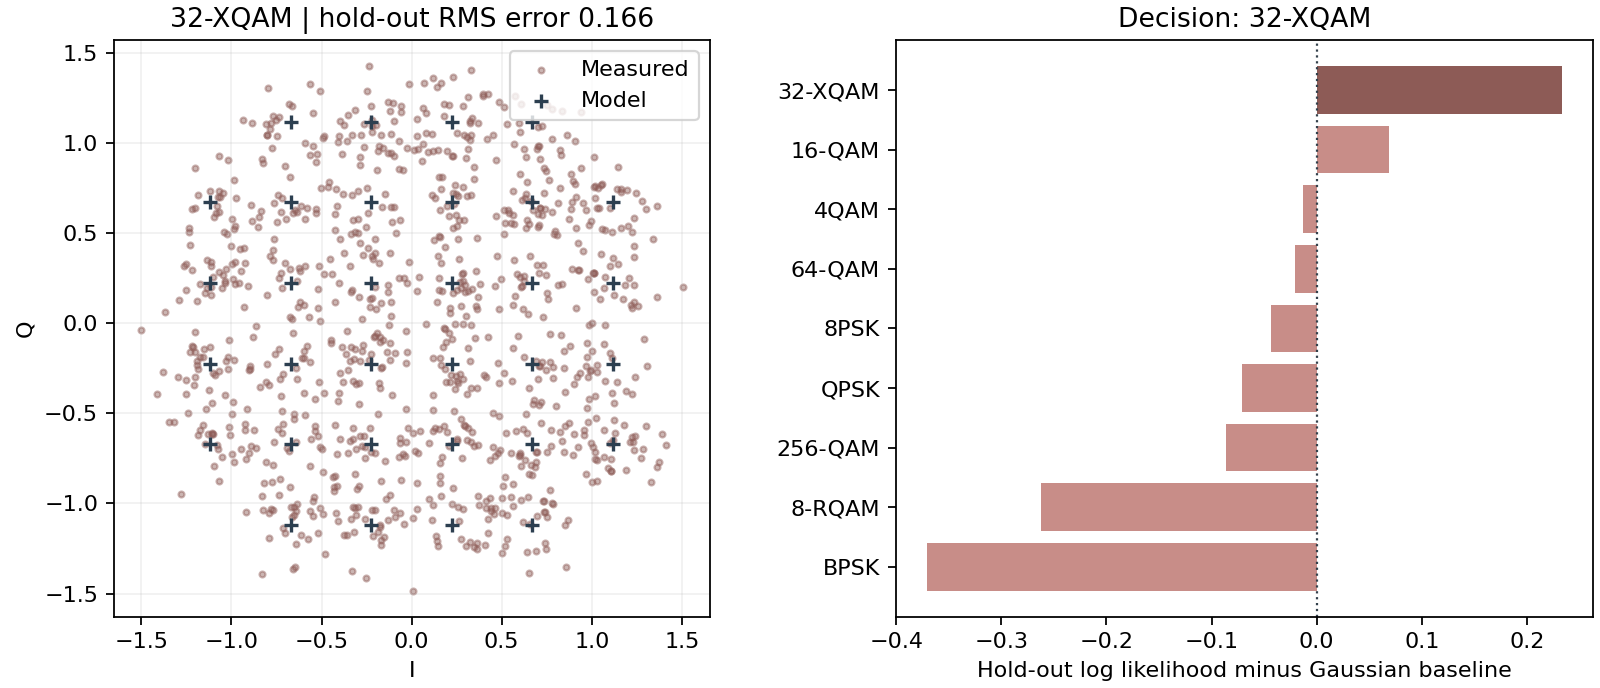 32-XQAM | hold-out RMS error 0.166
1.5
1.0
0.5
0.0
−0.5
−1.0
−1.5
Q
Measured
Model
−1.5
−1.0
−0.5
0.0
0.5
1.0
1.5
I
Decision: 32-XQAM
32-XQAM
16-QAM
4QAM
64-QAM
8PSK
QPSK
256-QAM
8-RQAM
BPSK
−0.4
−0.3
−0.2
−0.1
0.0
0.1
0.2
Hold-out log likelihood minus Gaussian baseline